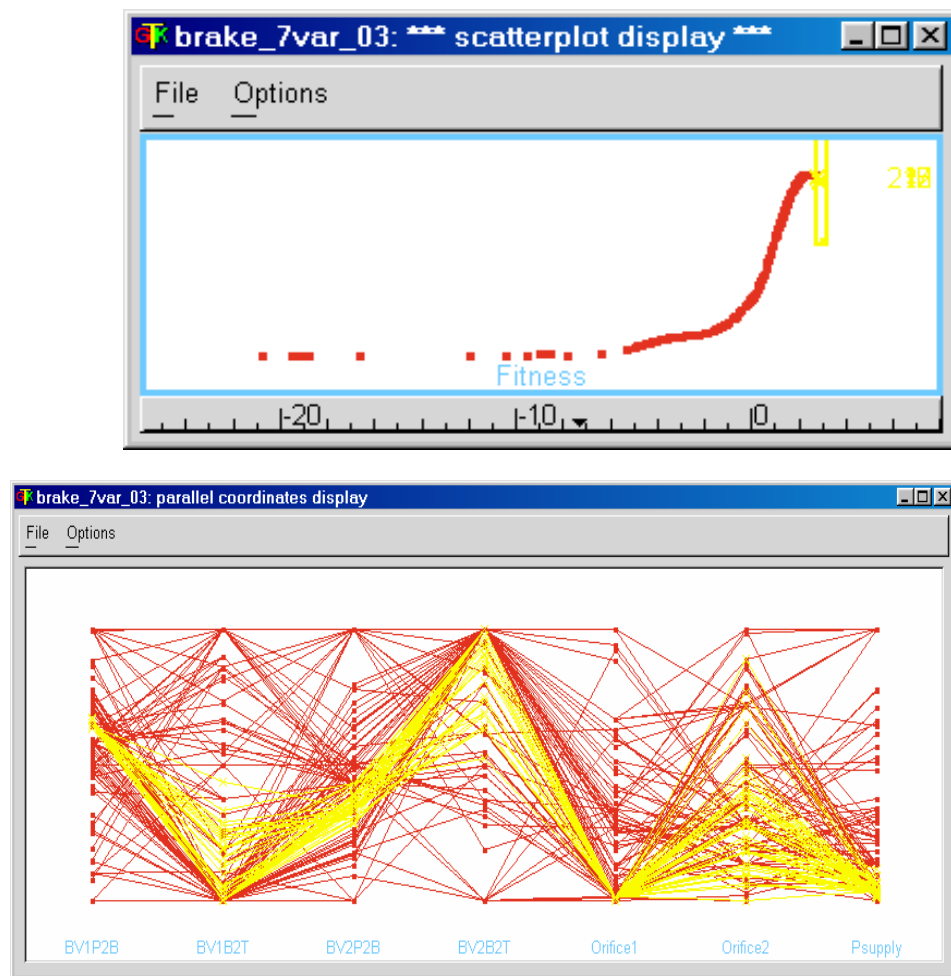 brake_7var_03: *** scatterplot display ***
File Options
Fitness
-20 -10 0
brake_7var_03: parallel coordinates display
File Options
BV1P2B BV1B2T BV2P2B BV2B2T Orifice1 Orifice2 Psupply